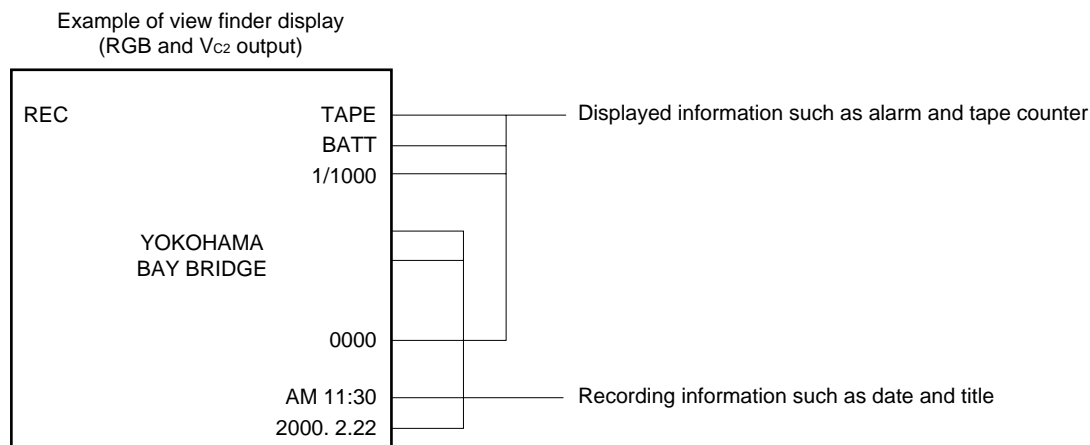 Example of view finder display
(RGB and VC2 output)
REC
TAPE
Displayed information such as alarm and tape counter
BATT
1/1000
YOKOHAMA
BAY BRIDGE
0000
AM 11:30
Recording information such as date and title
2000. 2.22